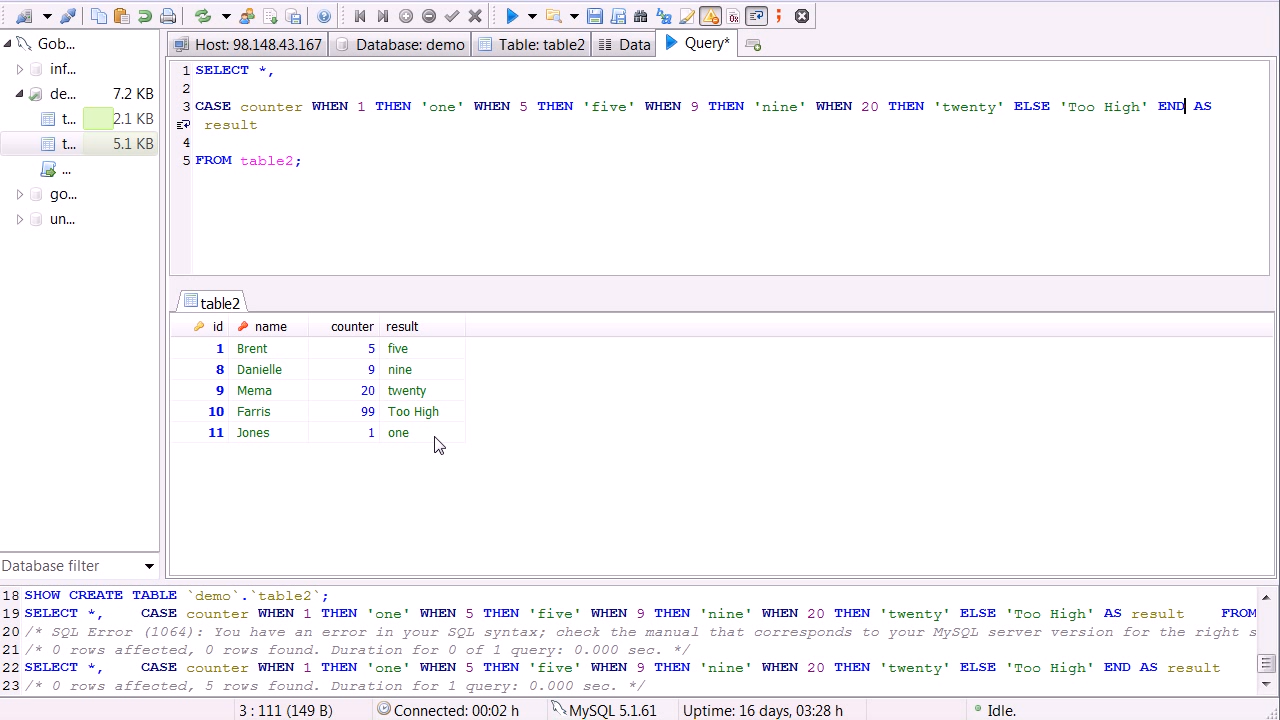 Host: 98.148.43.167 Database: demo Table: table2 Data Query*
Gob...
inf...
de... 7.2 KB
t... 2.1 KB
t... 5.1 KB
...
go...
un...
Database filter
1 SELECT *,
2
3 CASE counter WHEN 1 THEN 'one' WHEN 5 THEN 'five' WHEN 9 THEN 'nine' WHEN 20 THEN 'twenty' ELSE 'Too High' END AS
result
4
5 FROM table2;
table2
id name counter result
1 Brent 5 five
8 Danielle 9 nine
9 Mema 20 twenty
10 Farris 99 Too High
11 Jones 1 one
18 SHOW CREATE TABLE `demo`.`table2`;
19 SELECT *, CASE counter WHEN 1 THEN 'one' WHEN 5 THEN 'five' WHEN 9 THEN 'nine' WHEN 20 THEN 'twenty' ELSE 'Too High' AS result FROM
20 /* SQL Error (1064): You have an error in your SQL syntax; check the manual that corresponds to your MySQL server version for the right s
21 /* 0 rows affected, 0 rows found. Duration for 0 of 1 query: 0.000 sec. */
22 SELECT *, CASE counter WHEN 1 THEN 'one' WHEN 5 THEN 'five' WHEN 9 THEN 'nine' WHEN 20 THEN 'twenty' ELSE 'Too High' END AS result
23 /* 0 rows affected, 5 rows found. Duration for 1 query: 0.000 sec. */
3 : 111 (149 B) Connected: 00:02 h MySQL 5.1.61 Uptime: 16 days, 03:28 h Idle.